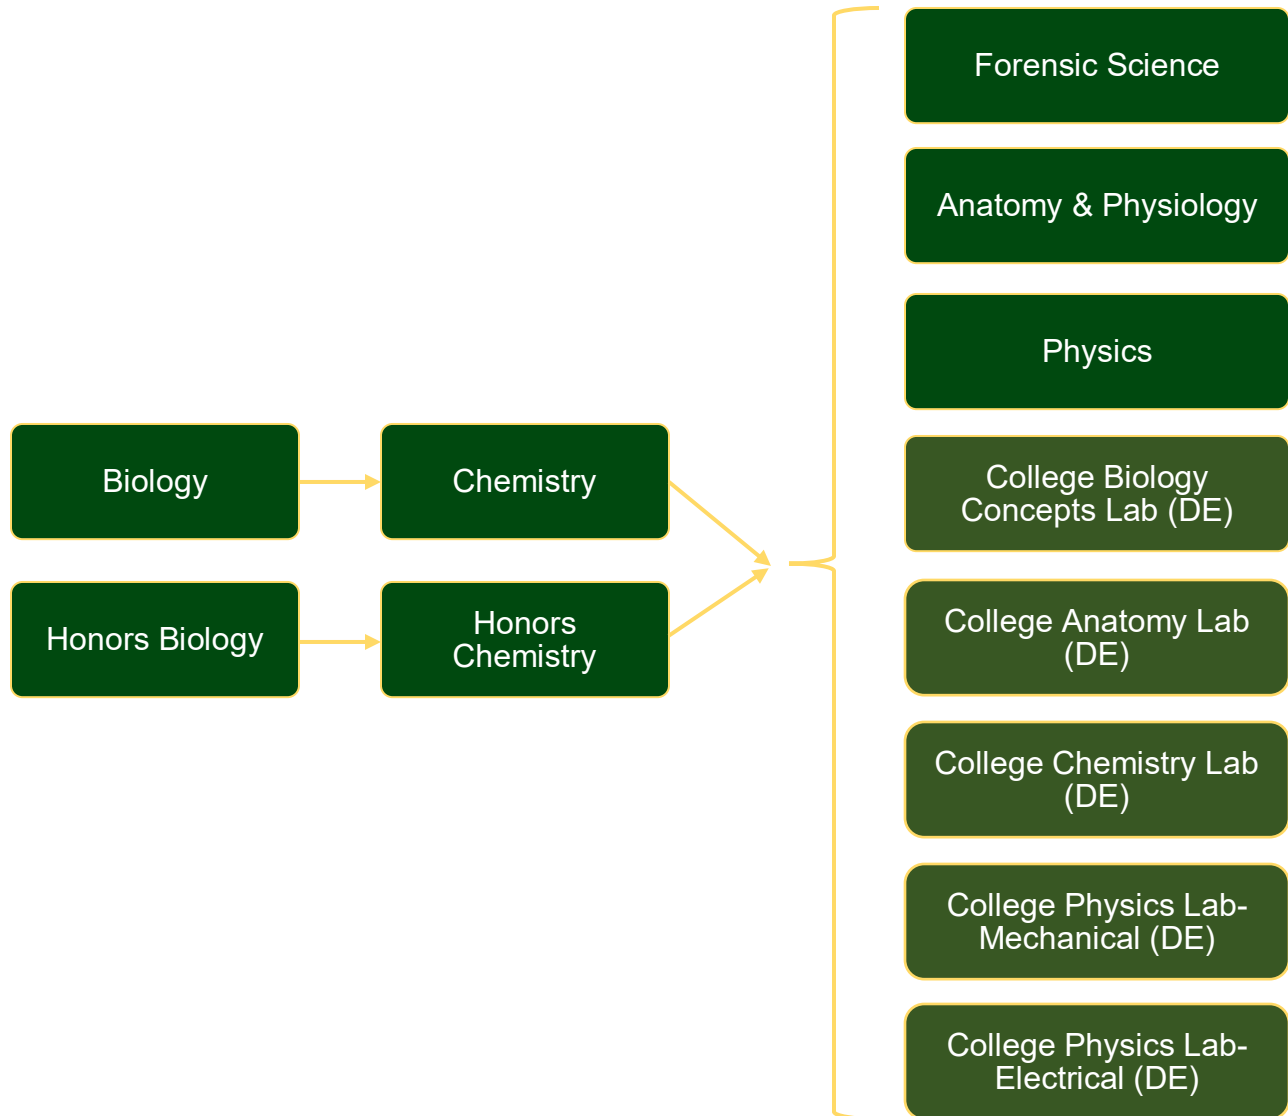 Forensic Science
Anatomy & Physiology
Physics
Biology
Chemistry
College Biology
Concepts Lab (DE)
Honors Biology
Honors
Chemistry
College Anatomy Lab
(DE)
College Chemistry Lab
(DE)
College Physics Lab-
Mechanical (DE)
College Physics Lab-
Electrical (DE)